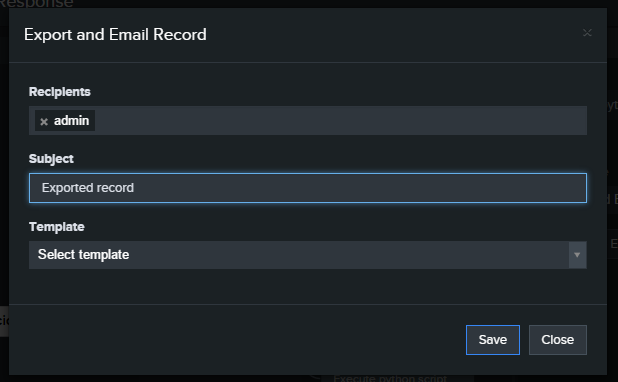 Response
Export and Email Record
×
Recipients
× admin
Subject
Exported record
Template
Select template
Save
Close
Execute python script